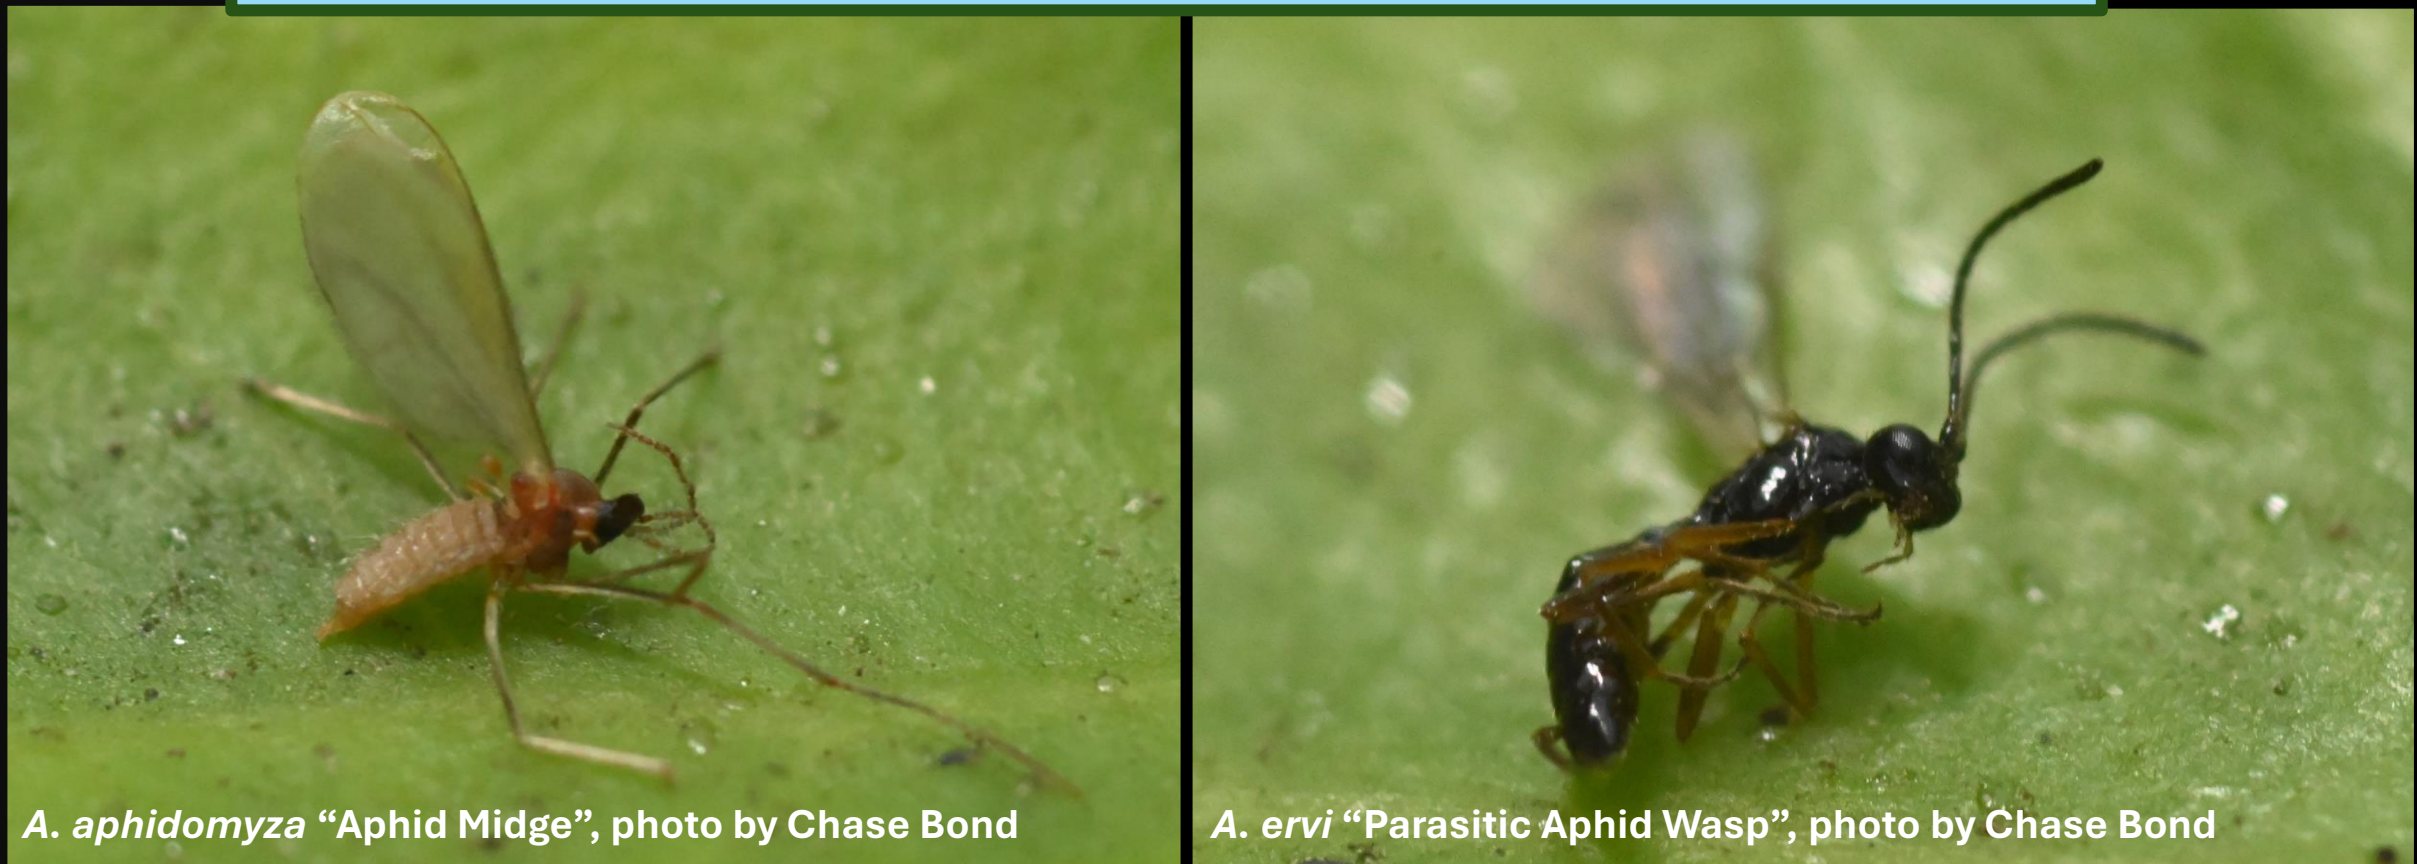 A. aphidomyza “Aphid Midge”, photo by Chase Bond
A. ervi “Parasitic Aphid Wasp”, photo by Chase Bond